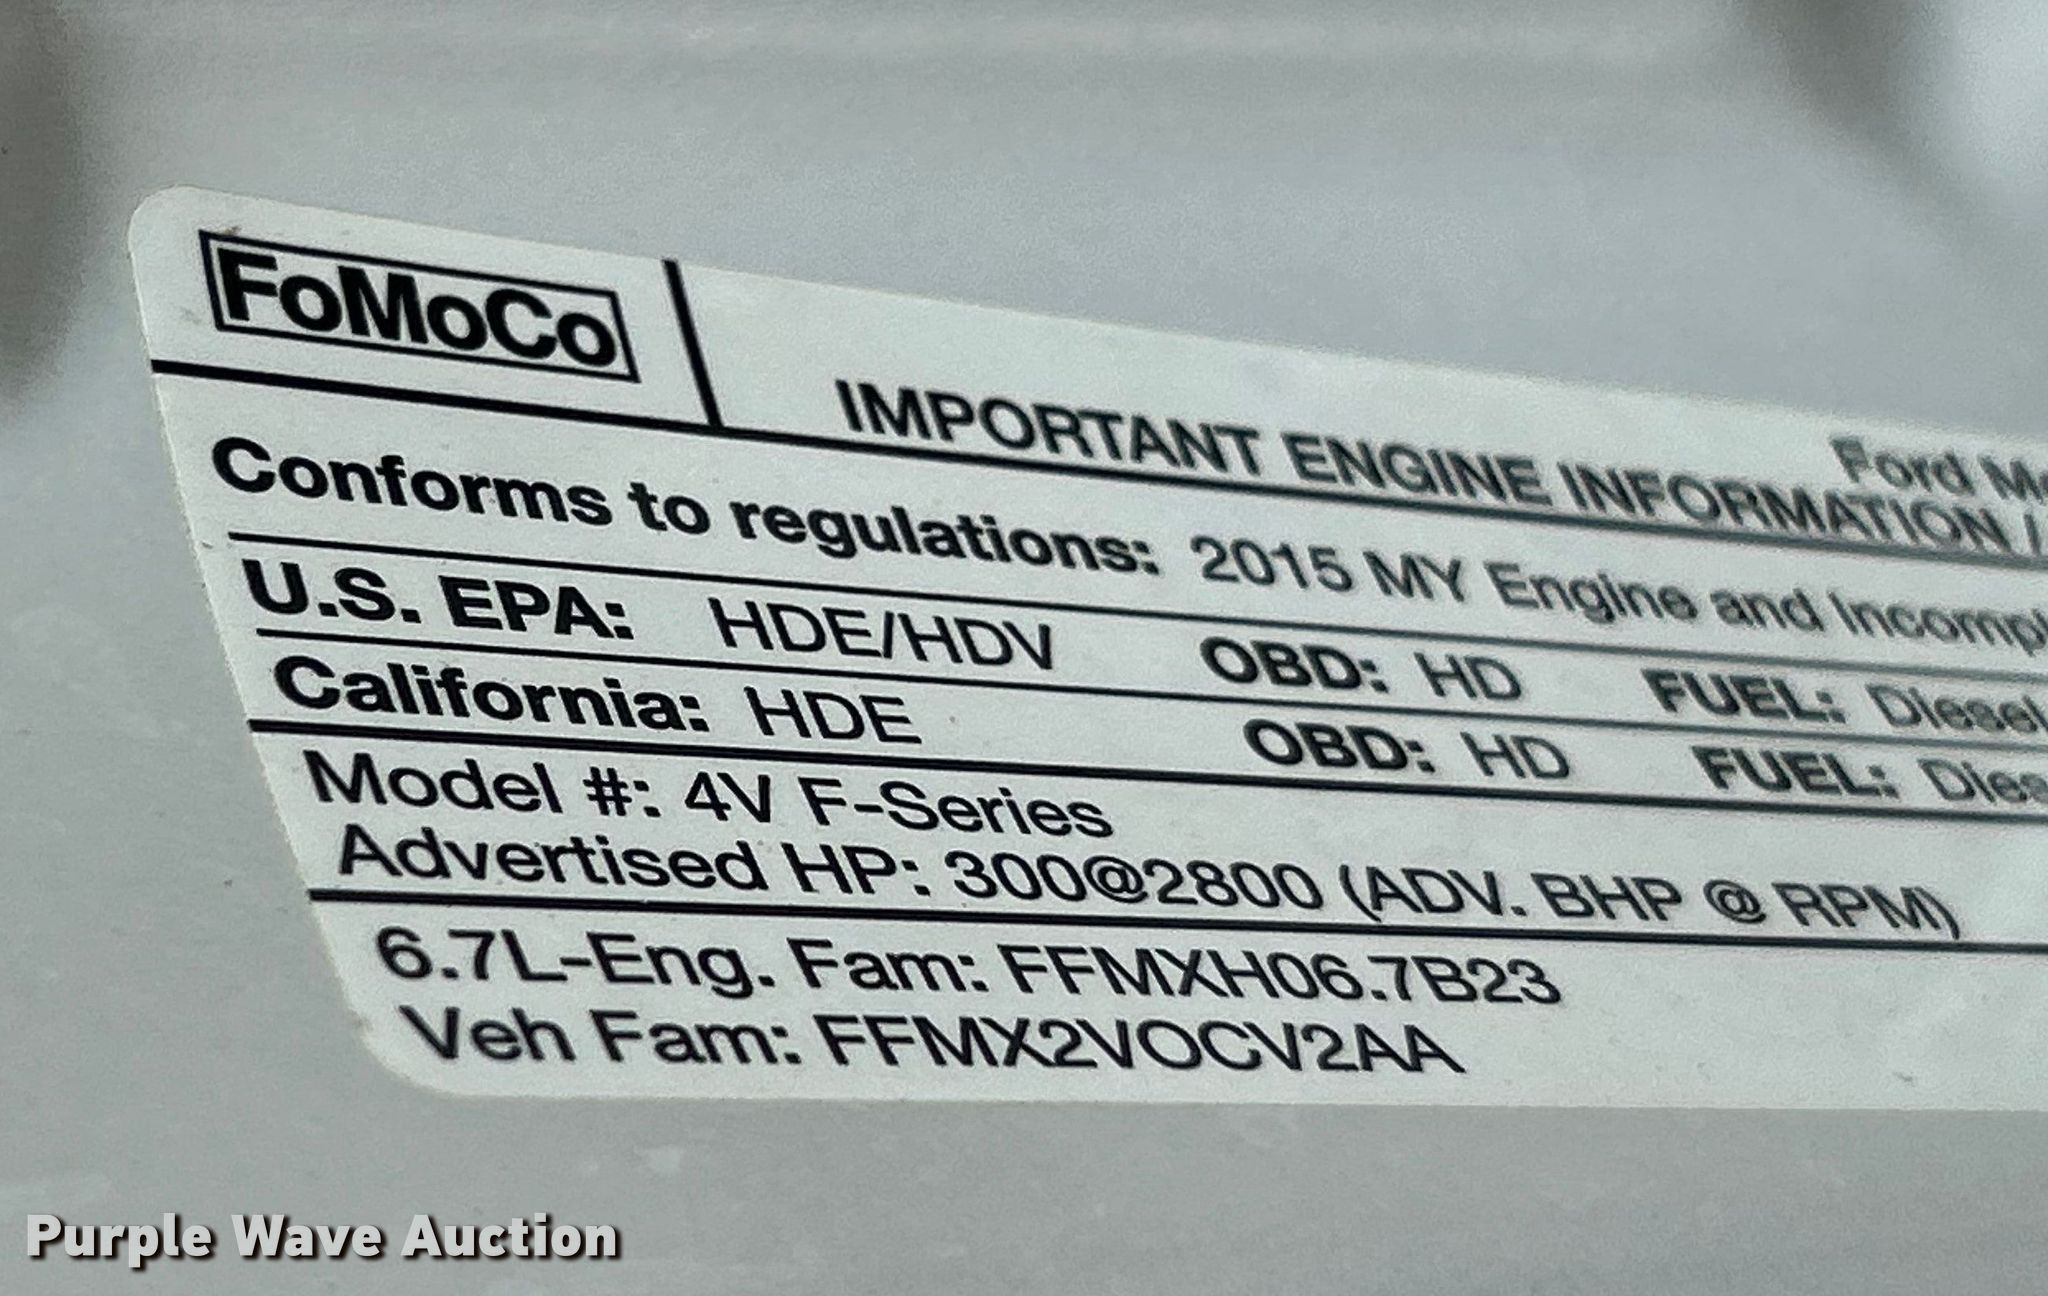 FoMoCo
Ford
IMPORTANT ENGINE INFORMATION /
Conforms to regulations: 2015 MY Engine and
U.S. EPA: HDE/HDV OBD: HD FUEL: Diesel
California: HDE OBD: HD FUEL:
Model #: 4V F-Series
Advertised HP: 300@2800 (ADV. BHP @ RPM)
6.7L-Eng. Fam: FFMXH06.7B23
Veh Fam: FFMX2VOCV2AA
Purple Wave Auction